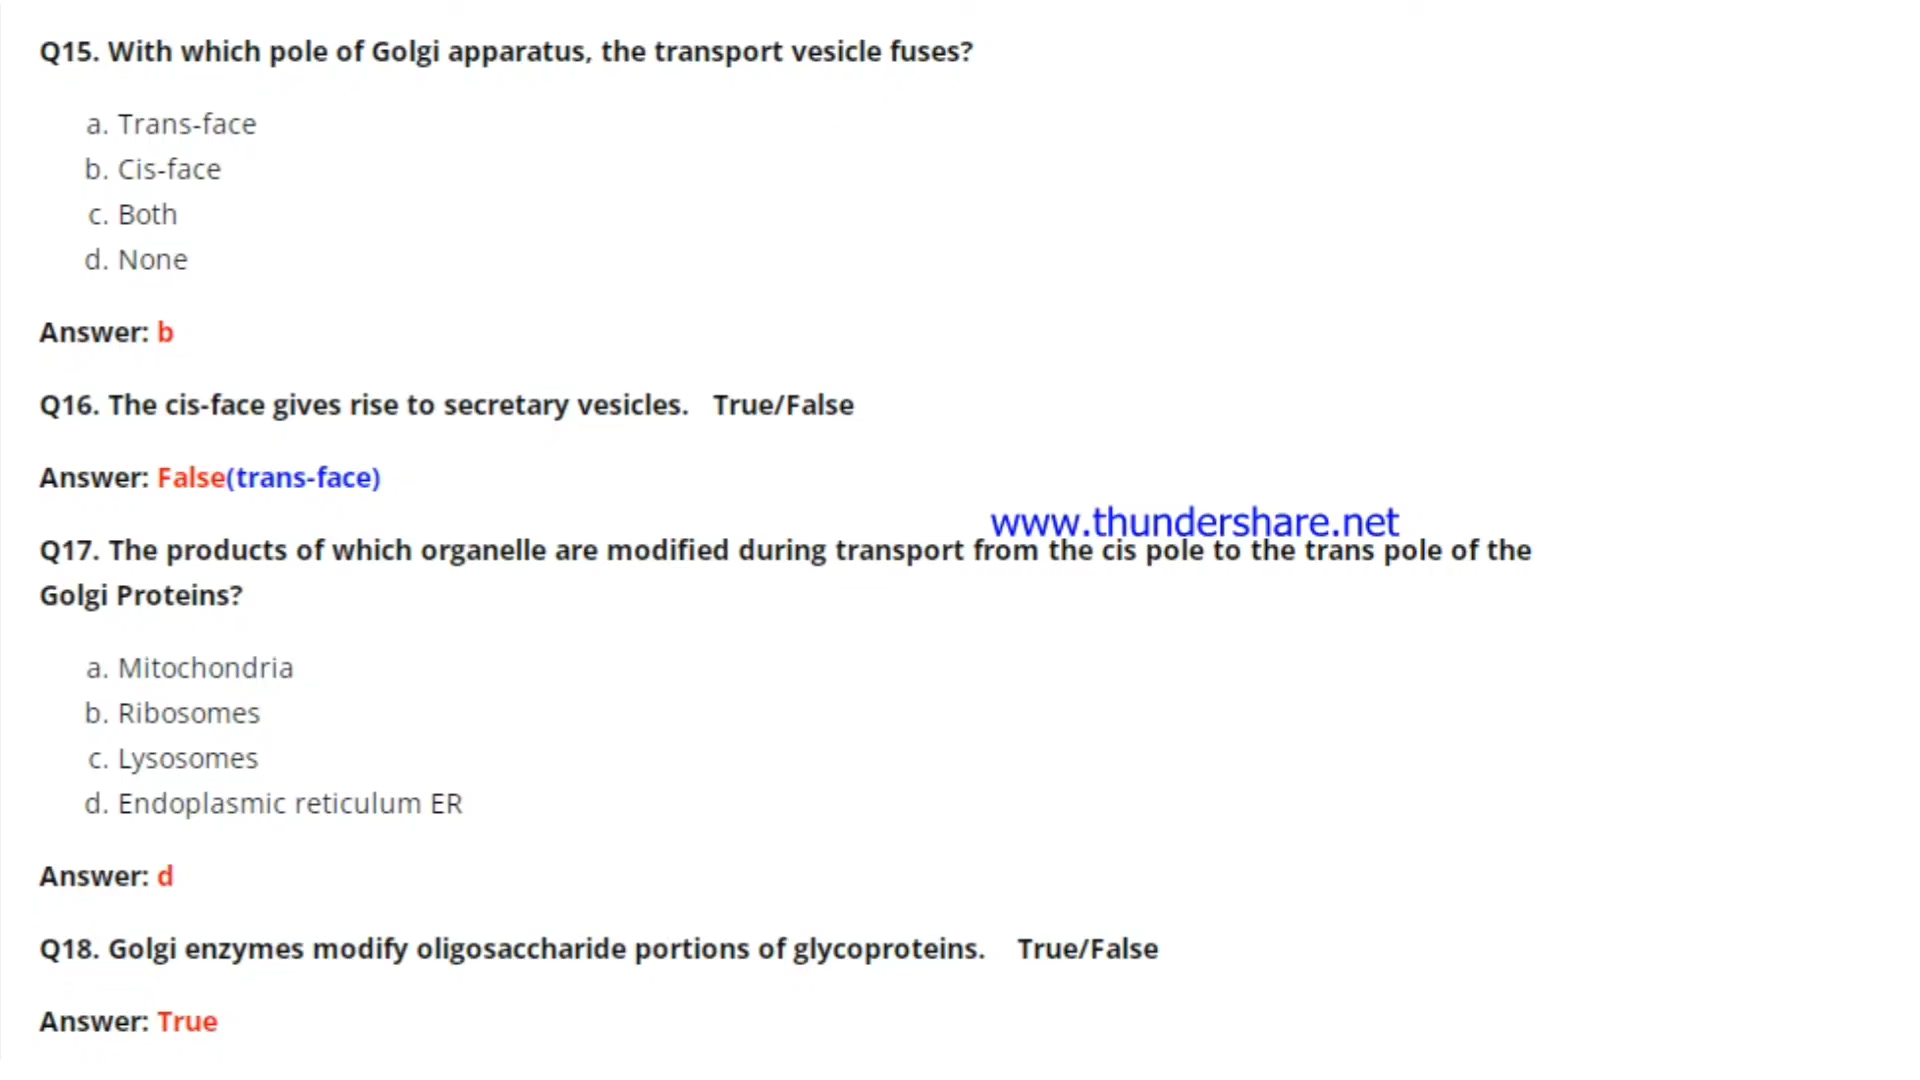 Q15. With which pole of Golgi apparatus, the transport vesicle fuses?
a. Trans-face
b. Cis-face
c. Both
d. None
Answer: b
Q16. The cis-face gives rise to secretary vesicles. True/False
Answer: False(trans-face)
www.thundershare.net
Q17. The products of which organelle are modified during transport from the cis pole to the trans pole of the
Golgi Proteins?
a. Mitochondria
b. Ribosomes
c. Lysosomes
d. Endoplasmic reticulum ER
Answer: d
Q18. Golgi enzymes modify oligosaccharide portions of glycoproteins. True/False
Answer: True